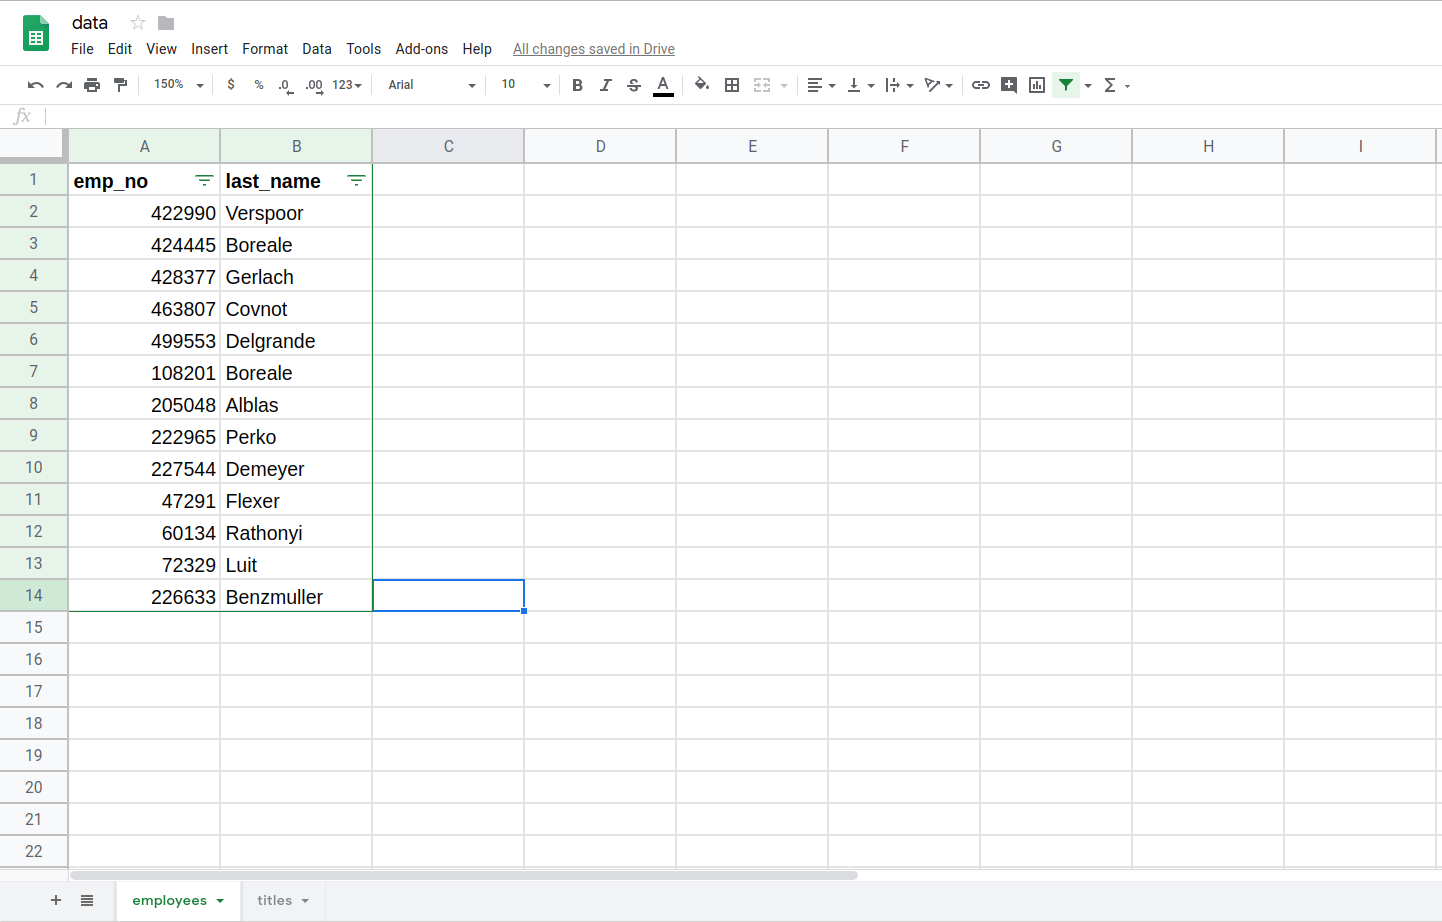 data
File Edit View Insert Format Data Tools Add-ons Help All changes saved in Drive
150% $ % .0 .00 123 Arial 10 B I S A Σ
fx
A B C D E F G H I
1 emp_no last_name
2 422990 Verspoor
3 424445 Boreale
4 428377 Gerlach
5 463807 Covnot
6 499553 Delgrande
7 108201 Boreale
8 205048 Alblas
9 222965 Perko
10 227544 Demeyer
11 47291 Flexer
12 60134 Rathonyi
13 72329 Luit
14 226633 Benzmuller
15
16
17
18
19
20
21
22
+ employees titles